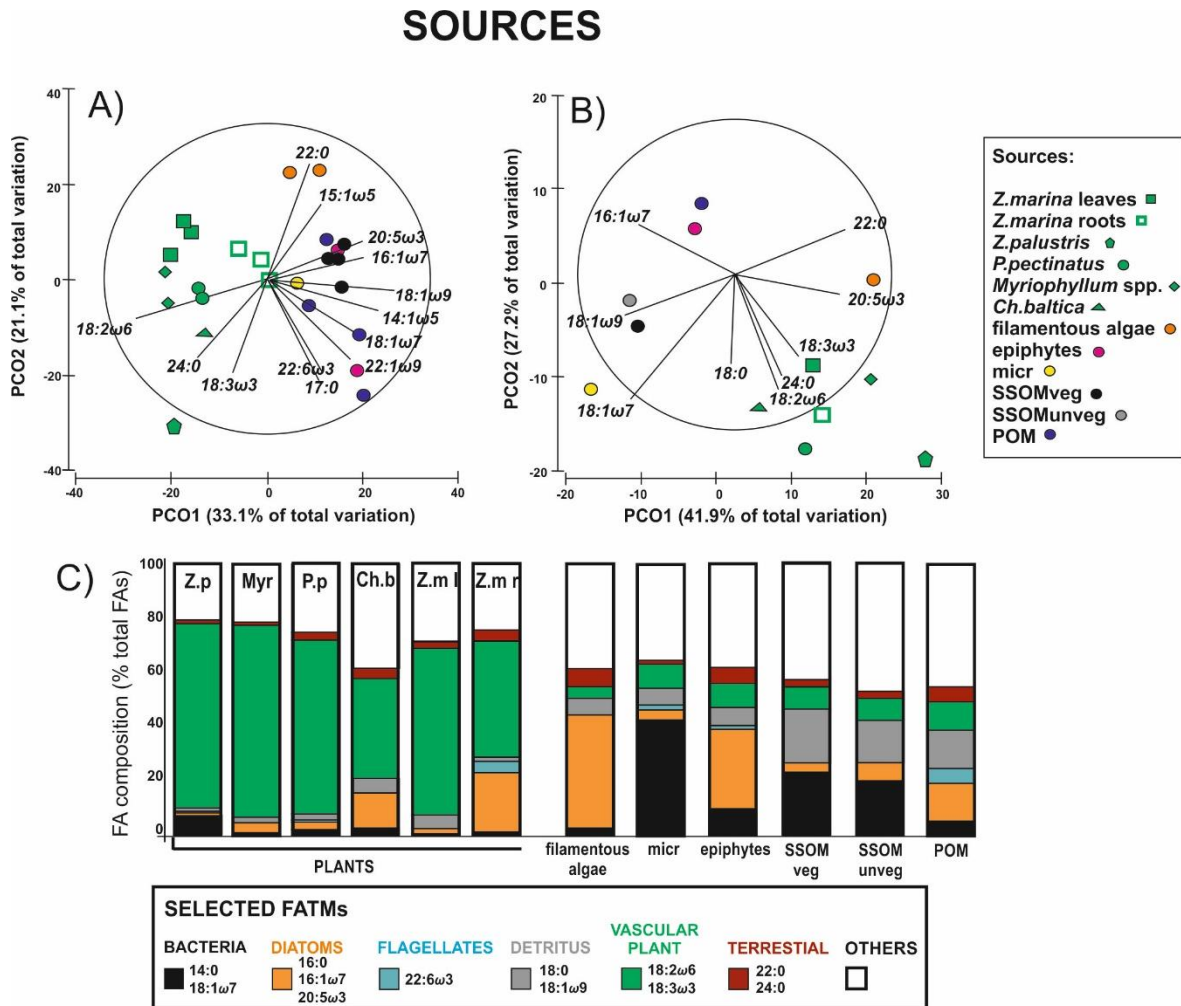 SOURCES
A)
PCO2 (21.1% of total variation)
40
20
0
-20
-40
22:0
15:1ω5
20:5ω3
16:1ω7
18:1ω9
14:1ω5
18:1ω7
22:1ω9
22:6ω3
17:0
18:3ω3
24:0
18:2ω6
-40
-20
0
20
40
PCO1 (33.1% of total variation)
B)
PCO2 (27.2% of total variation)
20
10
0
-10
-20
16:1ω7
22:0
20:5ω3
18:1ω9
18:3ω3
18:0
24:0
18:2ω6
18:1ω7
-20
-10
0
10
20
30
PCO1 (41.9% of total variation)
Sources:
Z.marina leaves
Z.marina roots
Z.palustris
P.pectinatus
Myriophyllum spp.
Ch.baltica
filamentous algae
epiphytes
micr
SSOMveg
SSOMunveg
POM
C)
FA composition (% total FAs)
100
80
60
40
20
0
Z.p
Myr
P.p
Ch.b
Z.m l
Z.m r
PLANTS
filamentous algae
micr
epiphytes
SSOM veg
SSOM unveg
POM
SELECTED FATMs
BACTERIA
14:0
18:1ω7
DIATOMS
16:0
16:1ω7
20:5ω3
FLAGELLATES
22:6ω3
DETRITUS
18:0
18:1ω9
VASCULAR
PLANT
18:2ω6
18:3ω3
TERRESTIAL
22:0
24:0
OTHERS